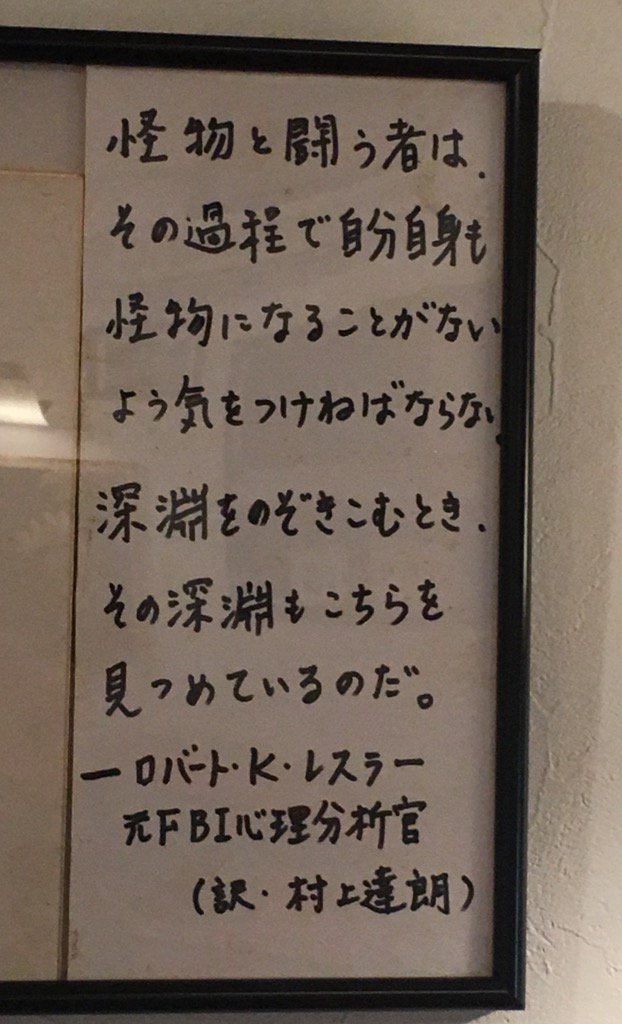 怪物と闘う者は、
その過程で自分自身も
怪物になることがない
よう気をつけねばならない。
深淵をのぞきこむとき、
その深淵もこちらを
見つめているのだ。
ーロバート・K・レスラー
元FBI心理分析官
(訳・村上達朗)